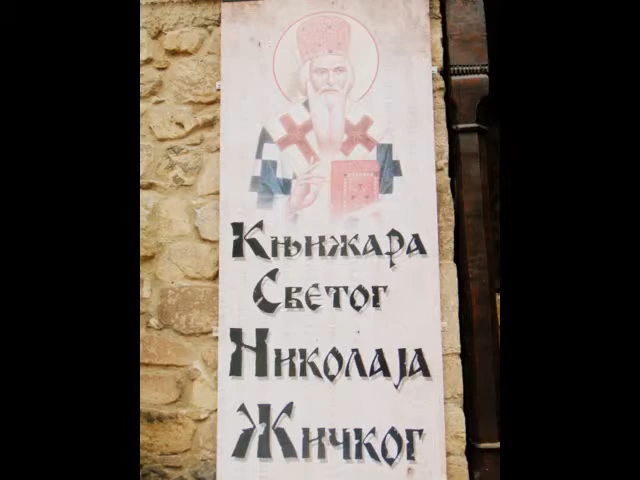 Књижара
Светог
Николаја
Жичког